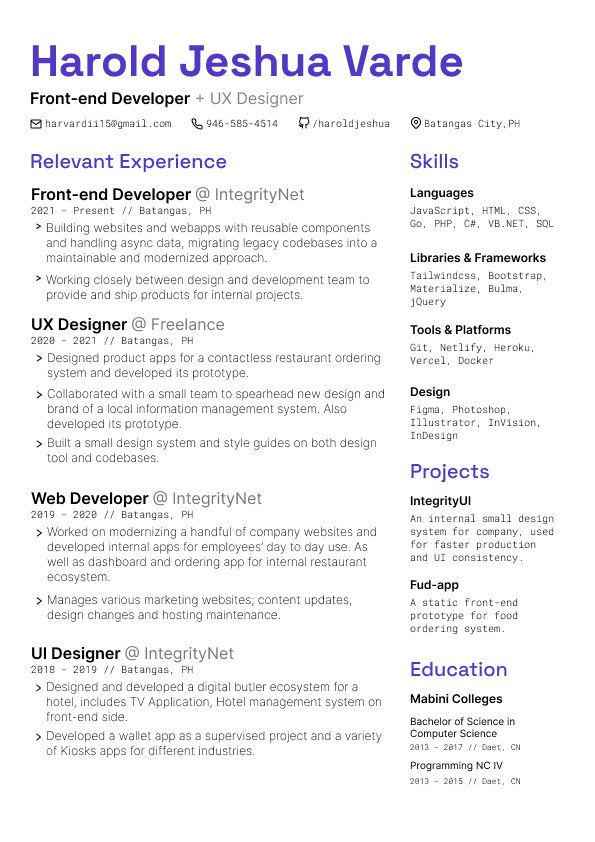 Harold Jeshua Varde
Front-end Developer + UX Designer
harvardii15@gmail.com 946-585-4514 /haroldjeshua Batangas City,PH
Relevant Experience
Front-end Developer @ IntegrityNet
2021 - Present // Batangas, PH
> Building websites and webapps with reusable components
and handling async data, migrating legacy codebases into a
maintainable and modernized approach.
> Working closely between design and development team to
provide and ship products for internal projects.
UX Designer @ Freelance
2020 - 2021 // Batangas, PH
> Designed product apps for a contactless restaurant ordering
system and developed its prototype.
> Collaborated with a small team to spearhead new design and
brand of a local information management system. Also
developed its prototype.
> Built a small design system and style guides on both design
tool and codebases.
Web Developer @ IntegrityNet
2019 - 2020 // Batangas, PH
> Worked on modernizing a handful of company websites and
developed internal apps for employees’ day to day use. As
well as dashboard and ordering app for internal restaurant
ecosystem.
> Manages various marketing websites; content updates,
design changes and hosting maintenance.
UI Designer @ IntegrityNet
2018 - 2019 // Batangas, PH
> Designed and developed a digital butler ecosystem for a
hotel, includes TV Application, Hotel management system on
front-end side.
> Developed a wallet app as a supervised project and a variety
of Kiosks apps for different industries.
Skills
Languages
JavaScript, HTML, CSS,
Go, PHP, C#, VB.NET, SQL
Libraries & Frameworks
Tailwindcss, Bootstrap,
Materialize, Bulma,
jQuery
Tools & Platforms
Git, Netlify, Heroku,
Vercel, Docker
Design
Figma, Photoshop,
Illustrator, InVision,
InDesign
Projects
IntegrityUI
An internal small design
system for company, used
for faster production
and UI consistency.
Fud-app
A static front-end
prototype for food
ordering system.
Education
Mabini Colleges
Bachelor of Science in
Computer Science
2013 - 2017 // Daet, CN
Programming NC IV
2013 - 2015 // Daet, CN